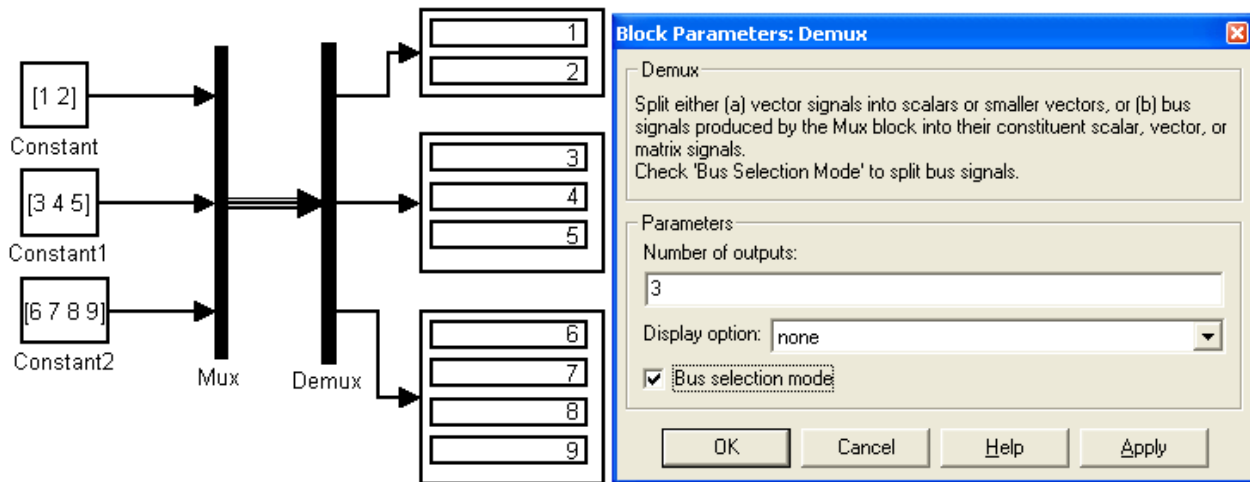 [1 2]
Constant
[3 4 5]
Constant1
[6 7 8 9]
Constant2
Mux
Demux
1
2
3
4
5
6
7
8
9
Block Parameters: Demux
Demux
Split either (a) vector signals into scalars or smaller vectors, or (b) bus
signals produced by the Mux block into their constituent scalar, vector, or
matrix signals.
Check 'Bus Selection Mode' to split bus signals.
Parameters
Number of outputs:
3
Display option: none
Bus selection mode
OK Cancel Help Apply